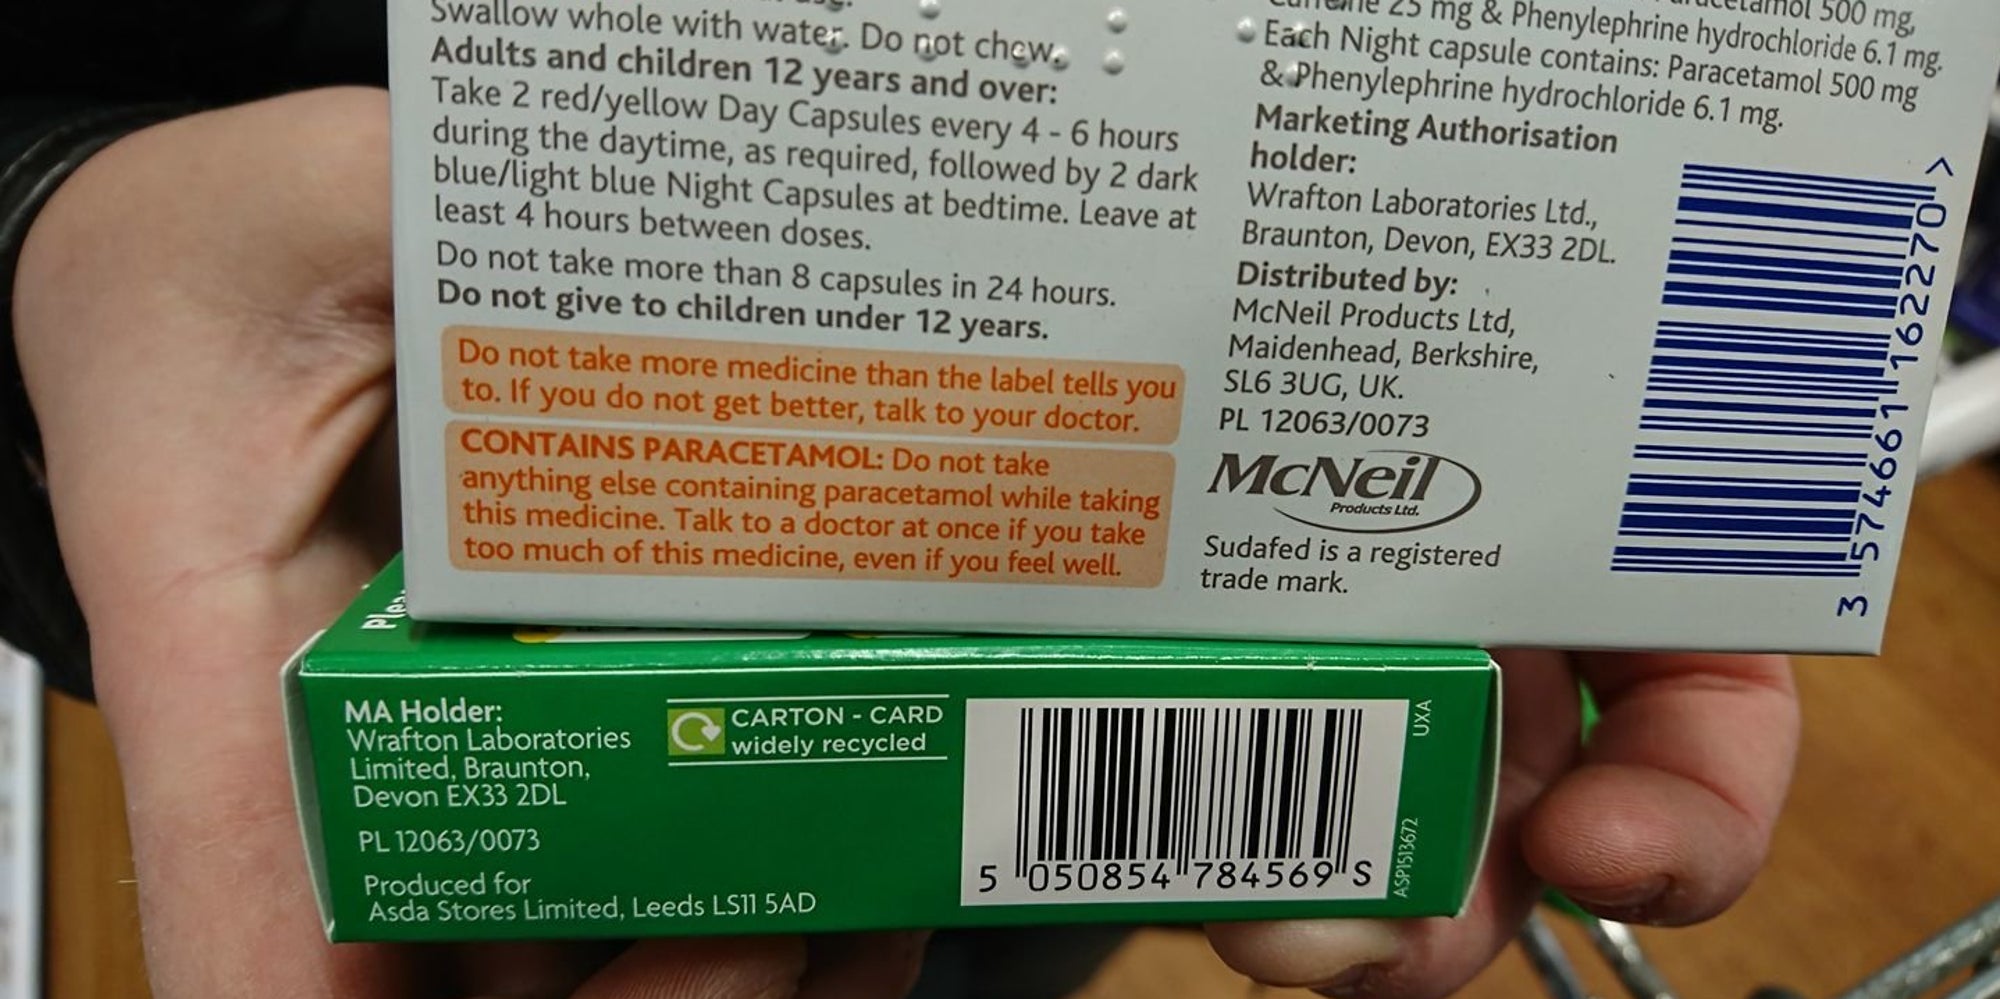 Swallow whole with water. Do not chew.
Adults and children 12 years and over:
Take 2 red/yellow Day Capsules every 4 - 6 hours
during the daytime, as required, followed by 2 dark
blue/light blue Night Capsules at bedtime. Leave at
least 4 hours between doses.
Do not take more than 8 capsules in 24 hours.
Do not give to children under 12 years.
Do not take more medicine than the label tells you
to. If you do not get better, talk to your doctor.
CONTAINS PARACETAMOL: Do not take
anything else containing paracetamol while taking
this medicine. Talk to a doctor at once if you take
too much of this medicine, even if you feel well.
Paracetamol 500 mg,
Caffeine 25 mg & Phenylephrine hydrochloride 6.1 mg.
Each Night capsule contains: Paracetamol 500 mg
& Phenylephrine hydrochloride 6.1 mg.
Marketing Authorisation
holder:
Wrafton Laboratories Ltd.,
Braunton, Devon, EX33 2DL.
Distributed by:
McNeil Products Ltd,
Maidenhead, Berkshire,
SL6 3UG, UK.
PL 12063/0073
McNeil
Products Ltd.
Sudafed is a registered
trade mark.
3 574661 162270 >
MA Holder:
Wrafton Laboratories
Limited, Braunton,
Devon EX33 2DL
PL 12063/0073
Produced for
Asda Stores Limited, Leeds LS11 5AD
CARTON - CARD
widely recycled
5 050854 784569 S
UXA
ASP1513672